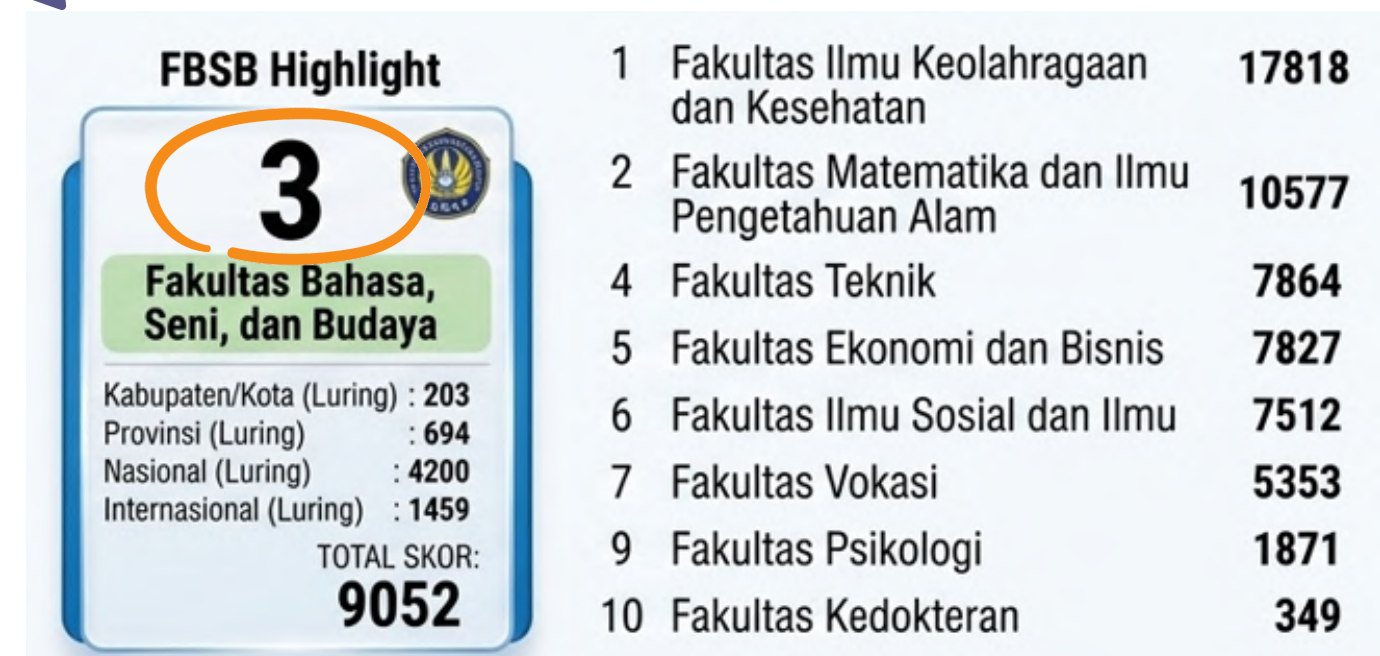 FBSB Highlight
3
Fakultas Bahasa,
Seni, dan Budaya
Kabupaten/Kota (Luring) : 203
Provinsi (Luring) : 694
Nasional (Luring) : 4200
Internasional (Luring) : 1459
TOTAL SKOR:
9052
1 Fakultas Ilmu Keolahragaan
dan Kesehatan 17818
2 Fakultas Matematika dan Ilmu
Pengetahuan Alam 10577
4 Fakultas Teknik 7864
5 Fakultas Ekonomi dan Bisnis 7827
6 Fakultas Ilmu Sosial dan Ilmu 7512
7 Fakultas Vokasi 5353
9 Fakultas Psikologi 1871
10 Fakultas Kedokteran 349